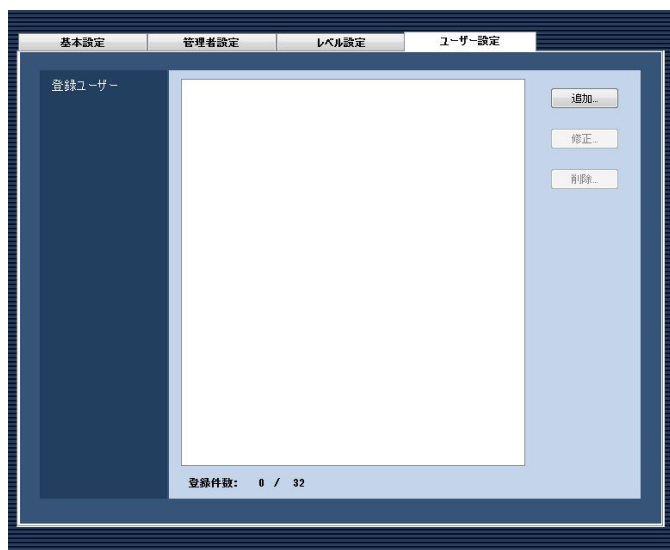 基本設定 管理者設定 レベル設定 ユーザー設定
登録ユーザー
追加...
修正...
削除...
登録件数: 0 / 32